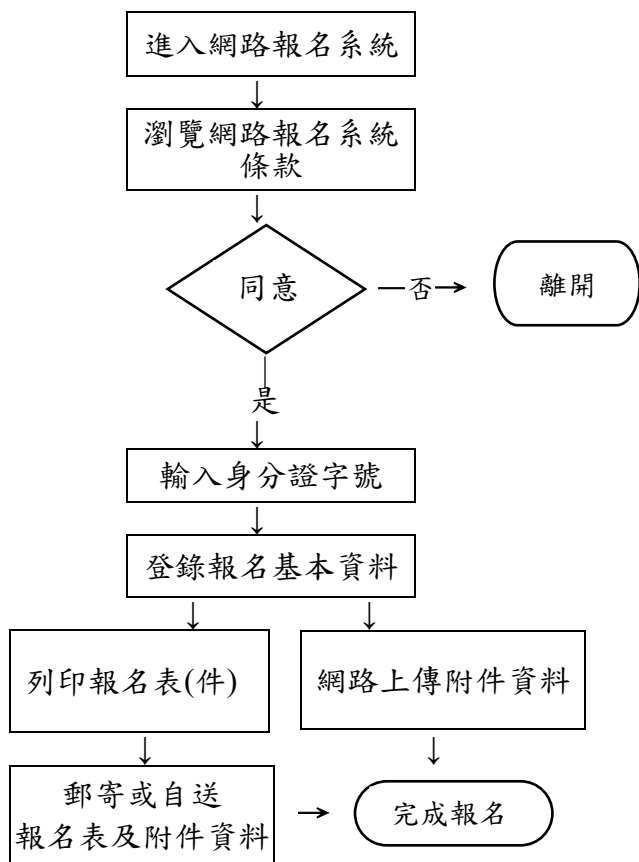 進入網路報名系統
瀏覽網路報名系統
條款
同意
否
離開
是
輸入身分證字號
登錄報名基本資料
列印報名表(件)
網路上傳附件資料
郵寄或自送
報名表及附件資料
完成報名